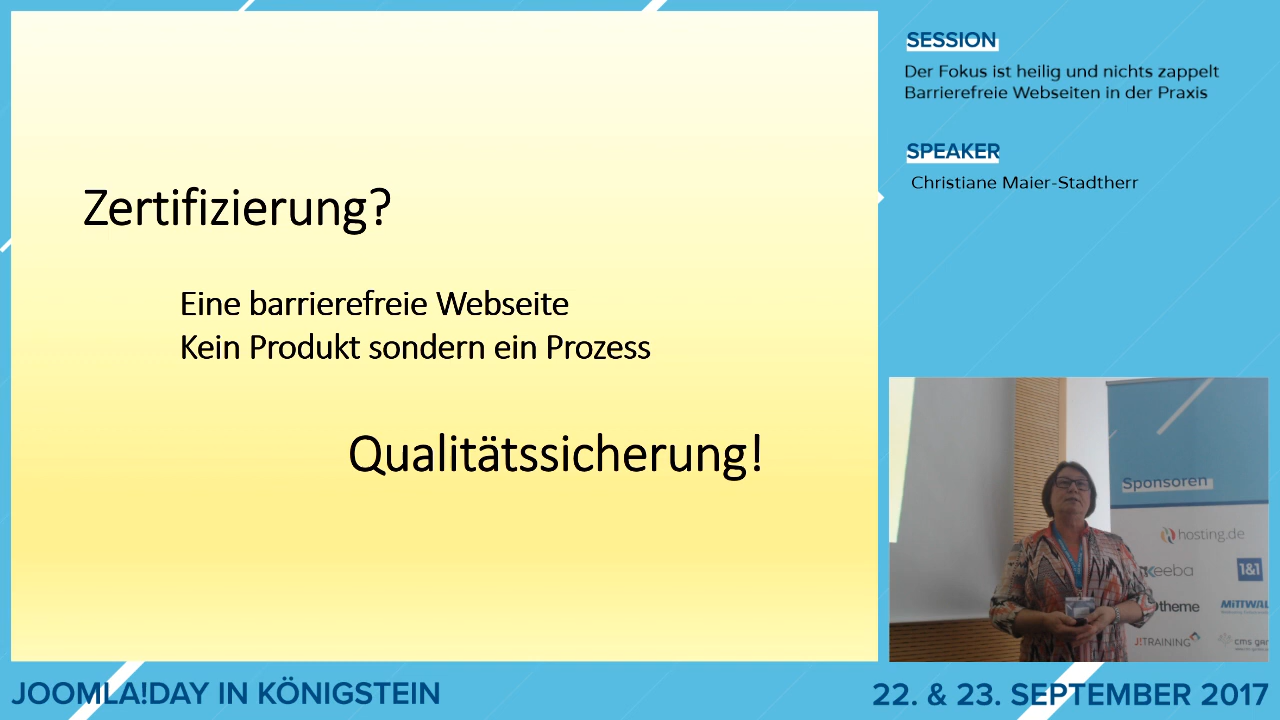 Zertifizierung?
Eine barrierefreie Webseite
Kein Produkt sondern ein Prozess
Qualitätssicherung!
SESSION
Der Fokus ist heilig und nichts zappelt
Barrierefreie Webseiten in der Praxis
SPEAKER
Christiane Maier-Stadtherr
Sponsoren
hosting.de
keeba
1&1
theme
MITTWAL
J!TRAINING
cms gar
JOOMLA!DAY IN KÖNIGSTEIN
22. & 23. SEPTEMBER 2017